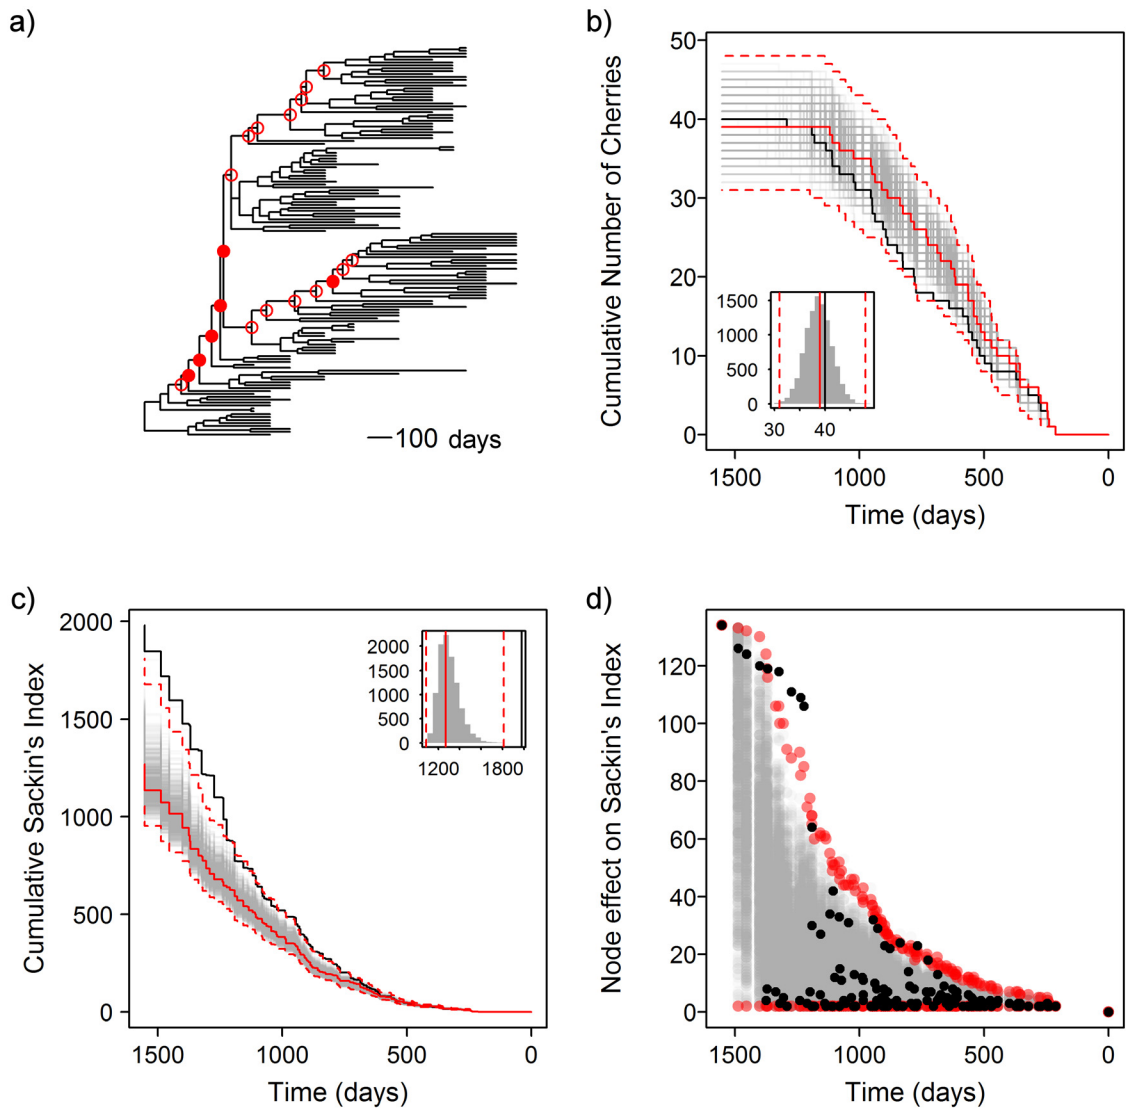 a)
100 days
b)
Cumulative Number of Cherries
50
40
30
20
10
0
1500
1000
500
0
30 40
1500 1000 500 0
Time (days)
c)
Cumulative Sackin's Index
2000
1500
1000
500
0
2000
1500
1000
500
0
1200 1800
1500 1000 500 0
Time (days)
d)
Node effect on Sackin's Index
120
100
80
60
40
20
0
1500 1000 500 0
Time (days)